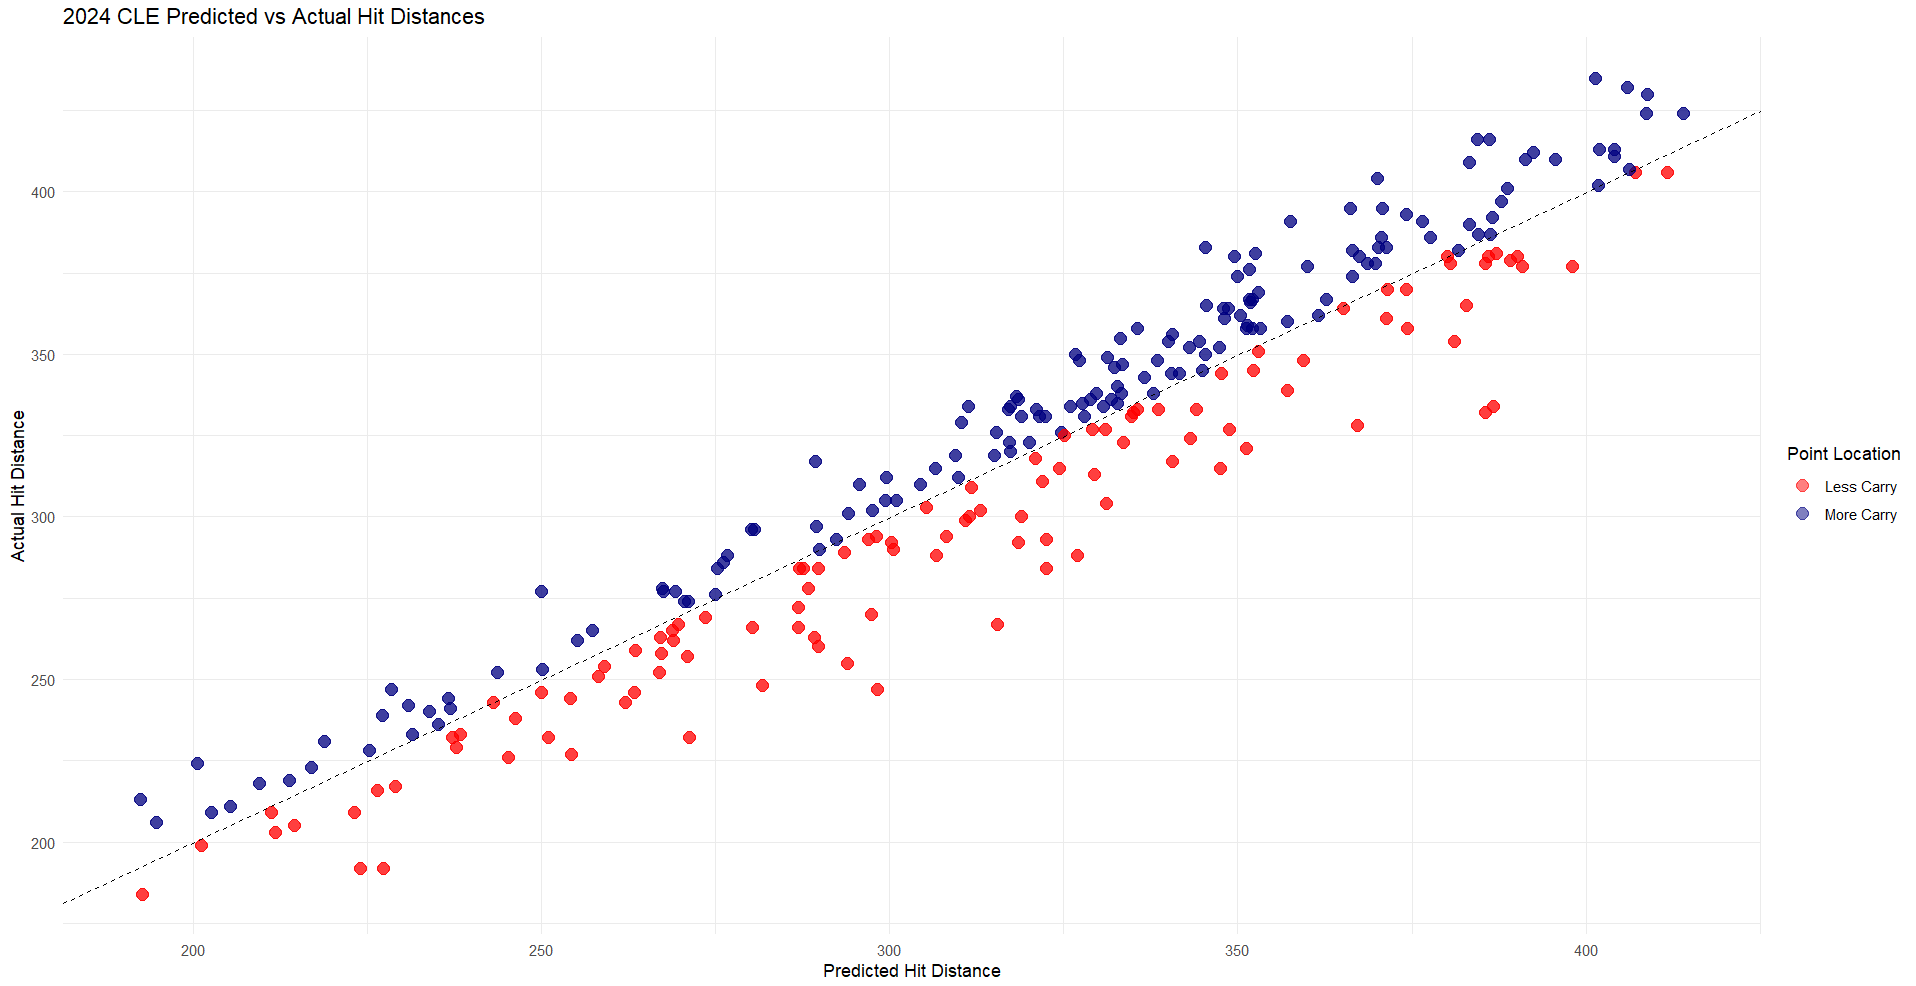 2024 CLE Predicted vs Actual Hit Distances
Actual Hit Distance
400
350
300
250
200
200 250 300 350 400
Predicted Hit Distance
Point Location
Less Carry
More Carry